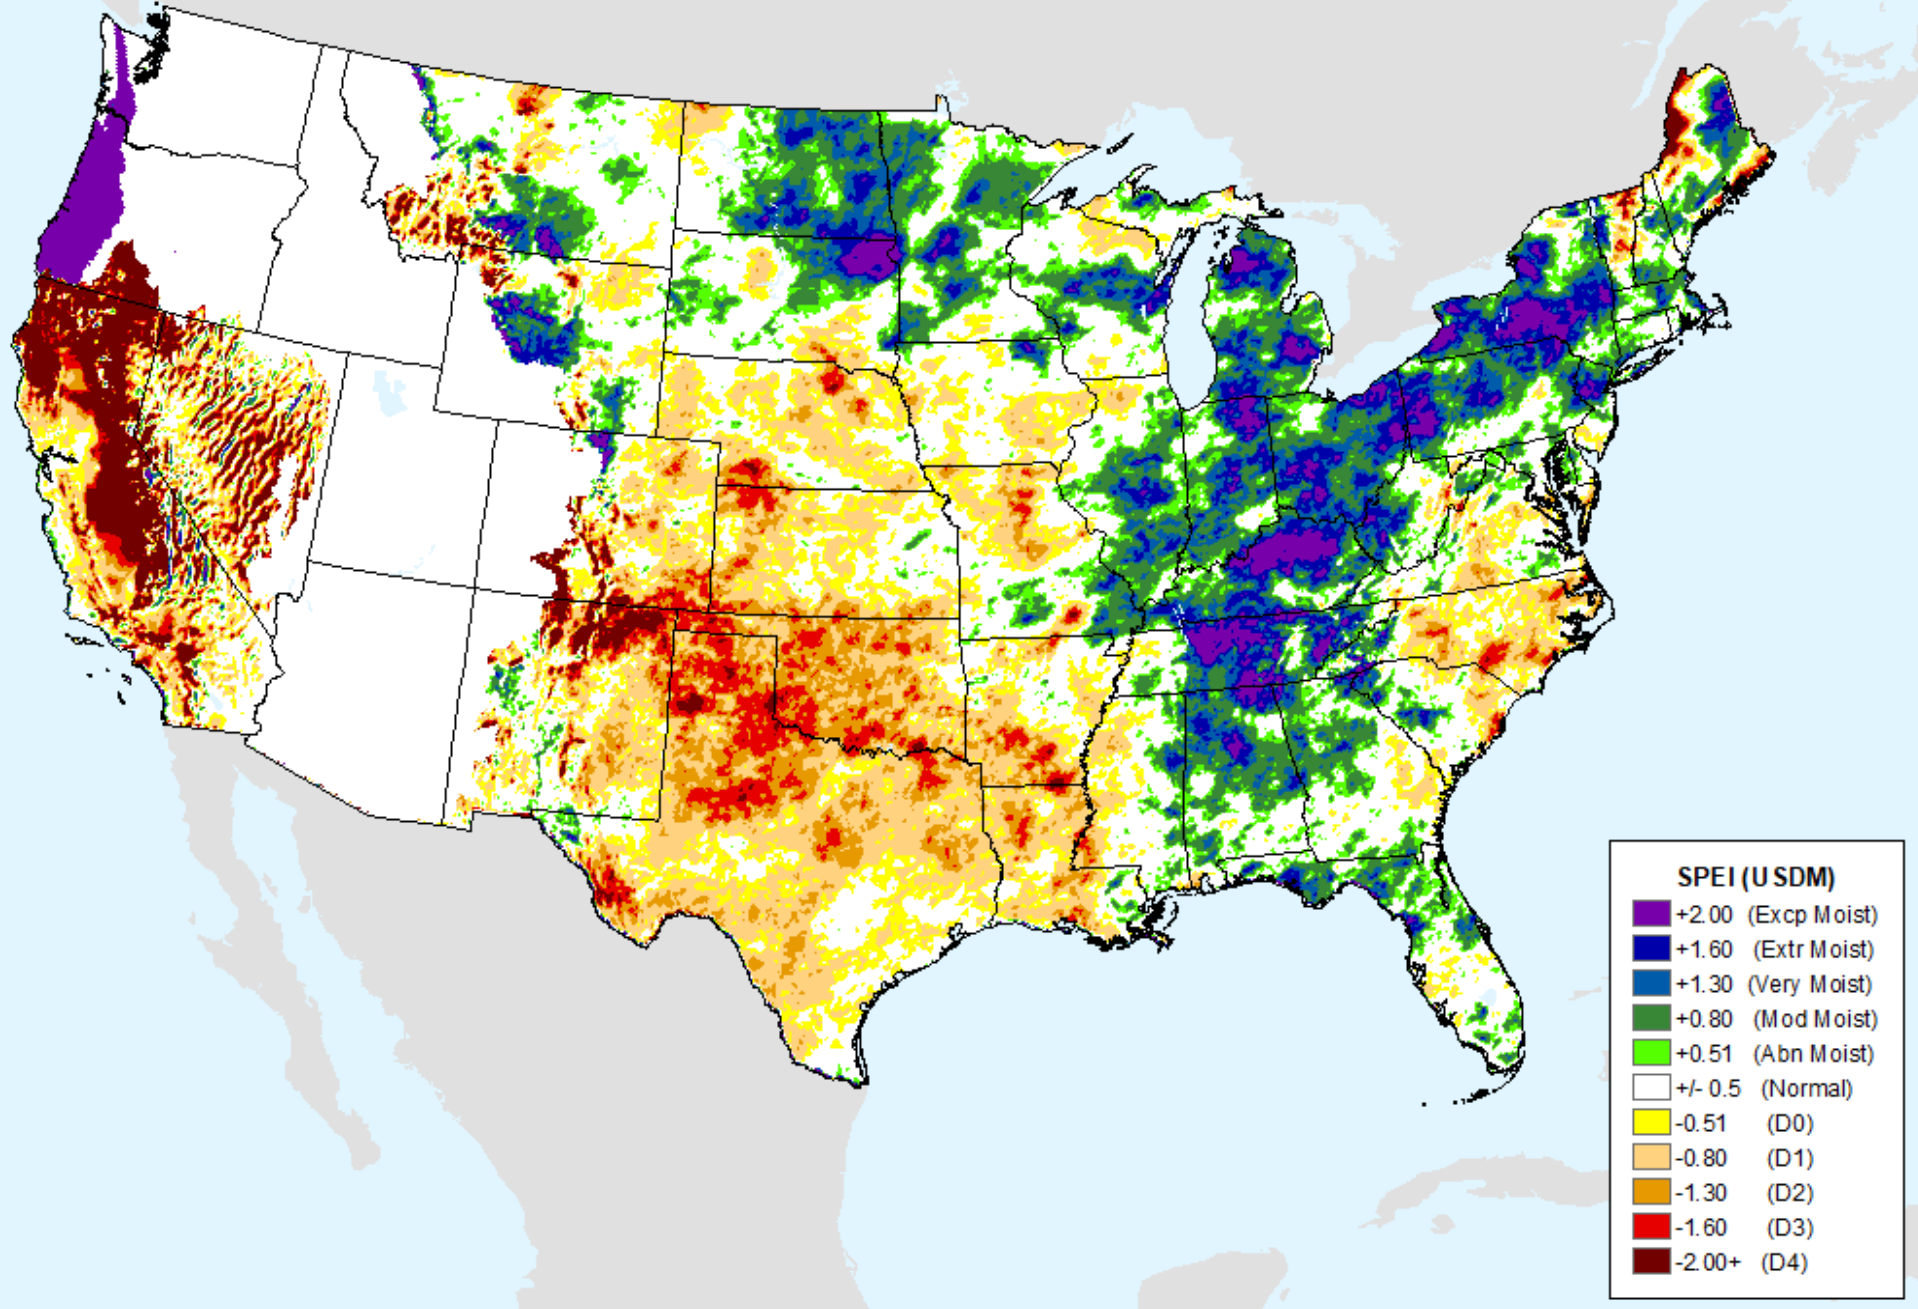 SPEI (USDM)
+2.00 (Excp Moist)
+1.60 (Extr Moist)
+1.30 (Very Moist)
+0.80 (Mod Moist)
+0.51 (Abn Moist)
+/- 0.5 (Normal)
-0.51 (D0)
-0.80 (D1)
-1.30 (D2)
-1.60 (D3)
-2.00+ (D4)